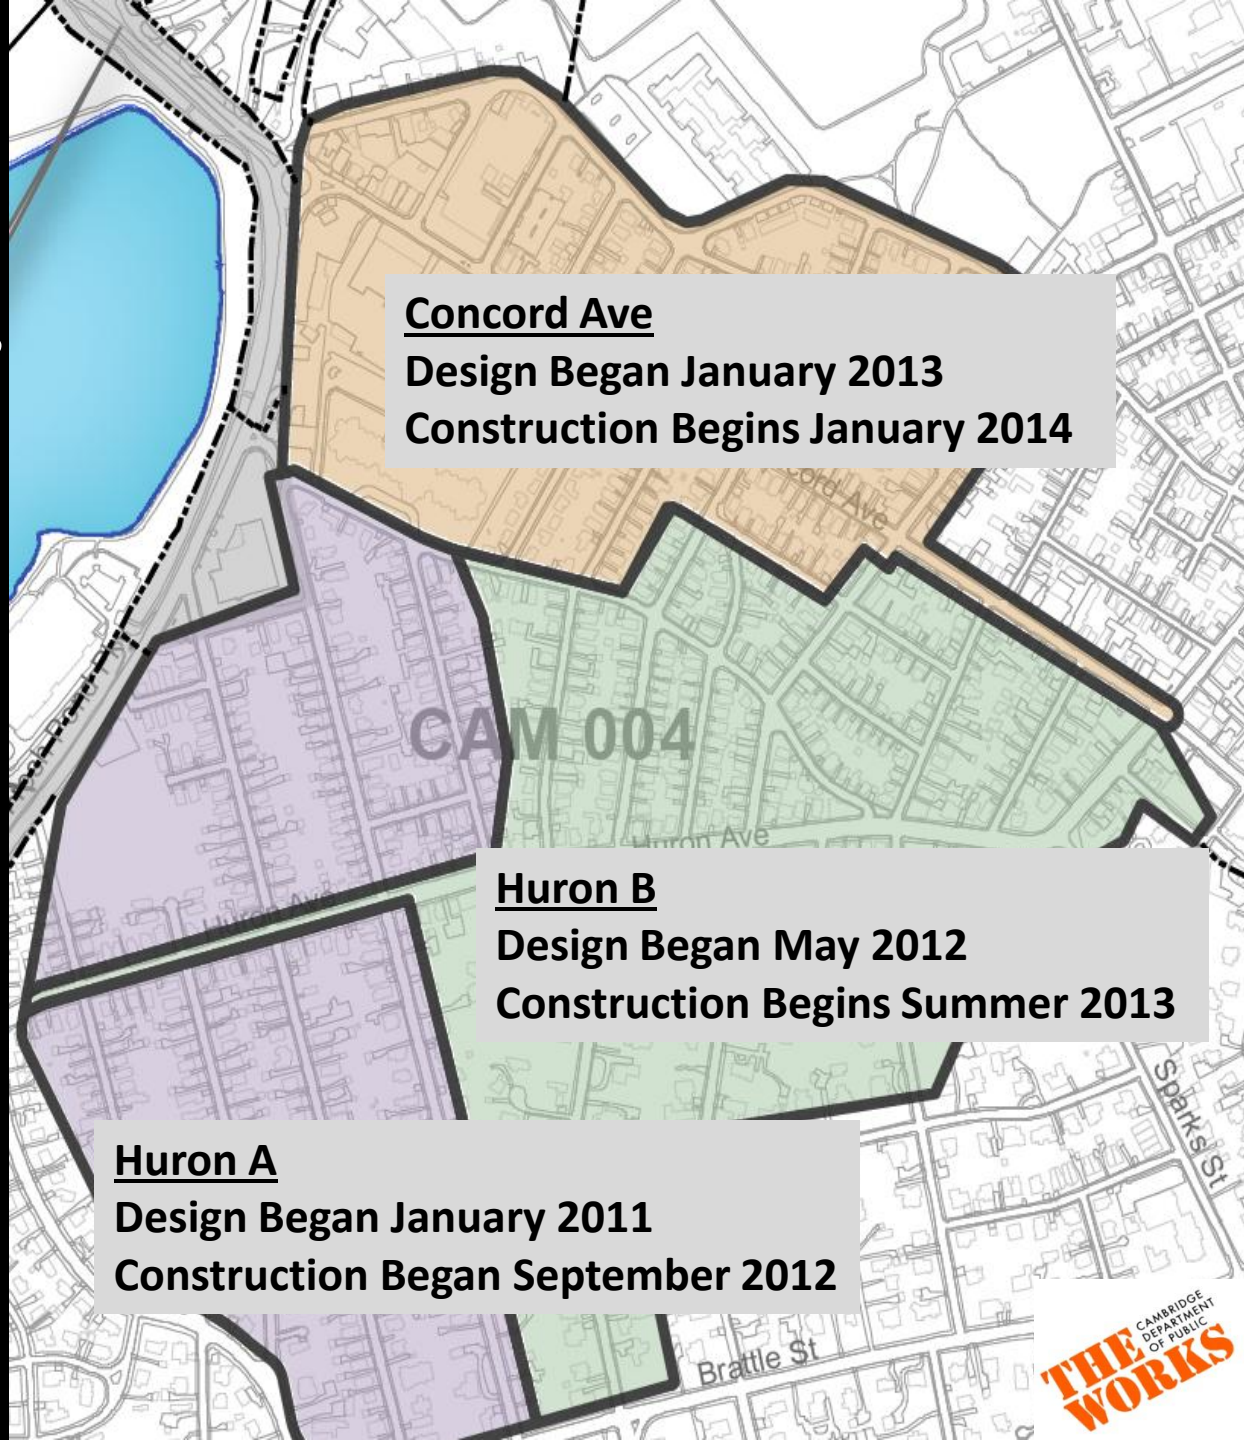 Concord Ave
Design Began January 2013
Construction Begins January 2014
cord Ave
CAM 004
Huron Ave
Huron B
Design Began May 2012
Construction Begins Summer 2013
Huron Ave
Sparks St
Huron A
Design Began January 2011
Construction Began September 2012
Brattle St
CAMBRIDGE
DEPARTMENT
OF PUBLIC
THE
WORKS